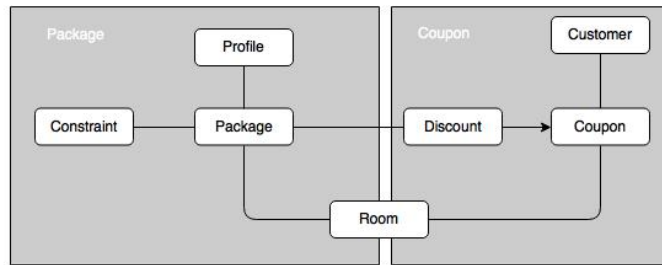 Package
Coupon
Profile
Customer
Constraint
Package
Discount
Coupon
Room